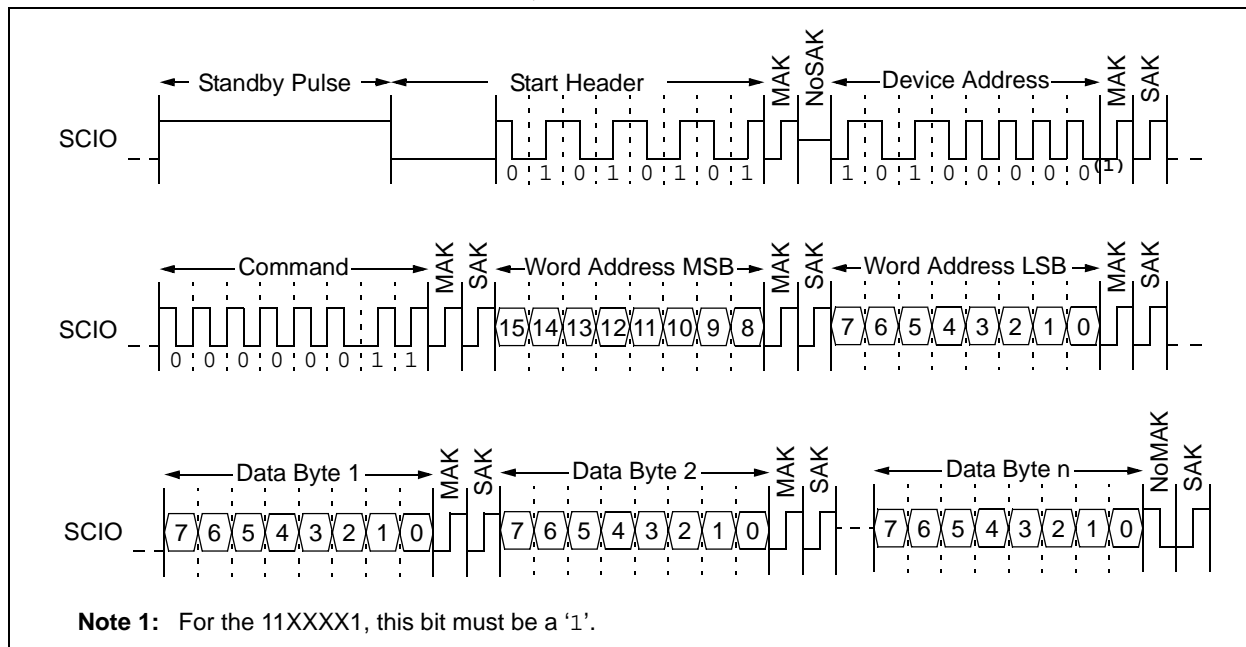 Standby Pulse Start Header MAK NoSAK Device Address MAK SAK
SCIO
0 1 0 1 0 1 0 1 1 0 1 0 0 0 0 0(1)
Command MAK SAK Word Address MSB MAK SAK Word Address LSB MAK SAK
SCIO 15 14 13 12 11 10 9 8 7 6 5 4 3 2 1 0
0 0 0 0 0 0 1 1
Data Byte 1 MAK SAK Data Byte 2 MAK SAK Data Byte n NoMAK SAK
SCIO 7 6 5 4 3 2 1 0 7 6 5 4 3 2 1 0 7 6 5 4 3 2 1 0
Note 1: For the 11XXXX1, this bit must be a ‘1’.